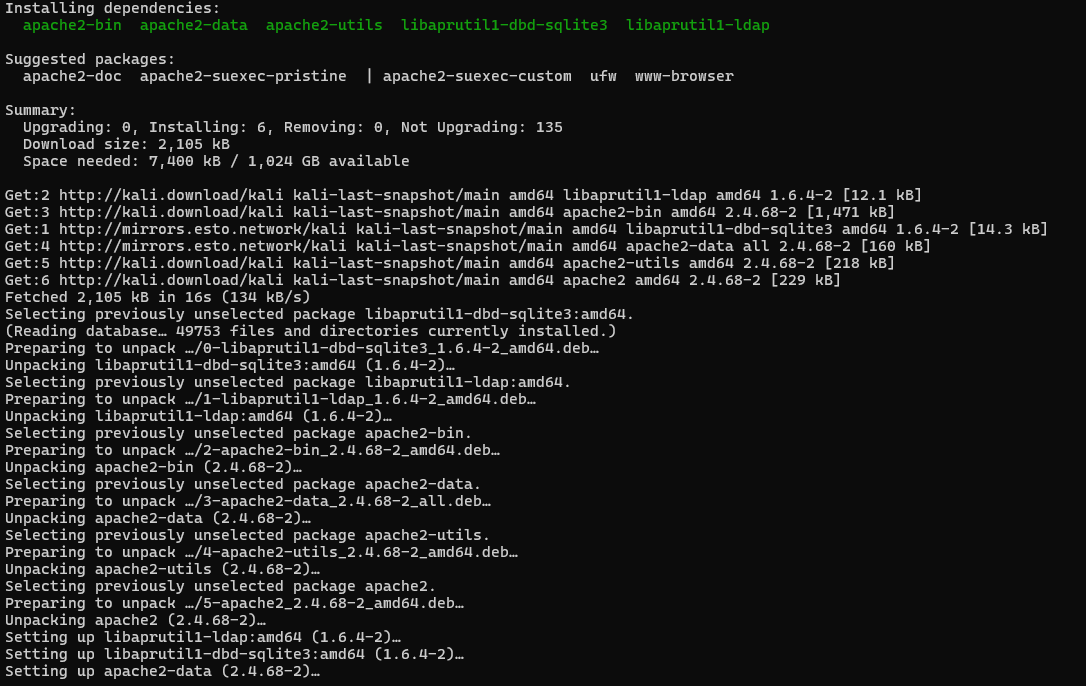 Installing dependencies:
apache2-bin apache2-data apache2-utils libaprutil1-dbd-sqlite3 libaprutil1-ldap
Suggested packages:
apache2-doc apache2-suexec-pristine | apache2-suexec-custom ufw www-browser
Summary:
Upgrading: 0, Installing: 6, Removing: 0, Not Upgrading: 135
Download size: 2,105 kB
Space needed: 7,400 kB / 1,024 GB available
Get:2 http://kali.download/kali kali-last-snapshot/main amd64 libaprutil1-ldap amd64 1.6.4-2 [12.1 kB]
Get:3 http://kali.download/kali kali-last-snapshot/main amd64 apache2-bin amd64 2.4.68-2 [1,471 kB]
Get:1 http://mirrors.esto.network/kali kali-last-snapshot/main amd64 libaprutil1-dbd-sqlite3 amd64 1.6.4-2 [14.3 kB]
Get:4 http://mirrors.esto.network/kali kali-last-snapshot/main amd64 apache2-data all 2.4.68-2 [160 kB]
Get:5 http://kali.download/kali kali-last-snapshot/main amd64 apache2-utils amd64 2.4.68-2 [218 kB]
Get:6 http://kali.download/kali kali-last-snapshot/main amd64 apache2 amd64 2.4.68-2 [229 kB]
Fetched 2,105 kB in 16s (134 kB/s)
Selecting previously unselected package libaprutil1-dbd-sqlite3:amd64.
(Reading database… 49753 files and directories currently installed.)
Preparing to unpack …/0-libaprutil1-dbd-sqlite3_1.6.4-2_amd64.deb…
Unpacking libaprutil1-dbd-sqlite3:amd64 (1.6.4-2)…
Selecting previously unselected package libaprutil1-ldap:amd64.
Preparing to unpack …/1-libaprutil1-ldap_1.6.4-2_amd64.deb…
Unpacking libaprutil1-ldap:amd64 (1.6.4-2)…
Selecting previously unselected package apache2-bin.
Preparing to unpack …/2-apache2-bin_2.4.68-2_amd64.deb…
Unpacking apache2-bin (2.4.68-2)…
Selecting previously unselected package apache2-data.
Preparing to unpack …/3-apache2-data_2.4.68-2_all.deb…
Unpacking apache2-data (2.4.68-2)…
Selecting previously unselected package apache2-utils.
Preparing to unpack …/4-apache2-utils_2.4.68-2_amd64.deb…
Unpacking apache2-utils (2.4.68-2)…
Selecting previously unselected package apache2.
Preparing to unpack …/5-apache2_2.4.68-2_amd64.deb…
Unpacking apache2 (2.4.68-2)…
Setting up libaprutil1-ldap:amd64 (1.6.4-2)…
Setting up libaprutil1-dbd-sqlite3:amd64 (1.6.4-2)…
Setting up apache2-data (2.4.68-2)…